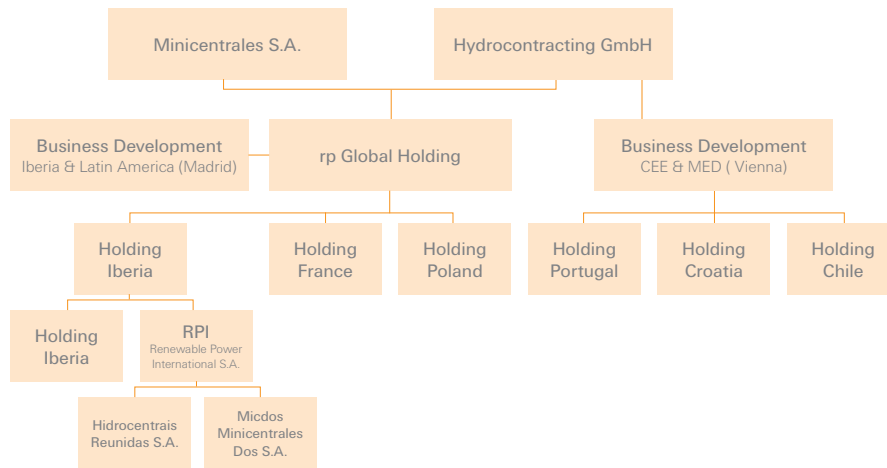 Minicentrales S.A.
Hydrocontracting GmbH
Business Development
Iberia & Latin America (Madrid)
rp Global Holding
Business Development
CEE & MED ( Vienna)
Holding
Iberia
Holding
France
Holding
Poland
Holding
Portugal
Holding
Croatia
Holding
Chile
Holding
Iberia
RPI
Renewable Power
International S.A.
Hidrocentrais
Reunidas S.A.
Micdos
Minicentrales
Dos S.A.